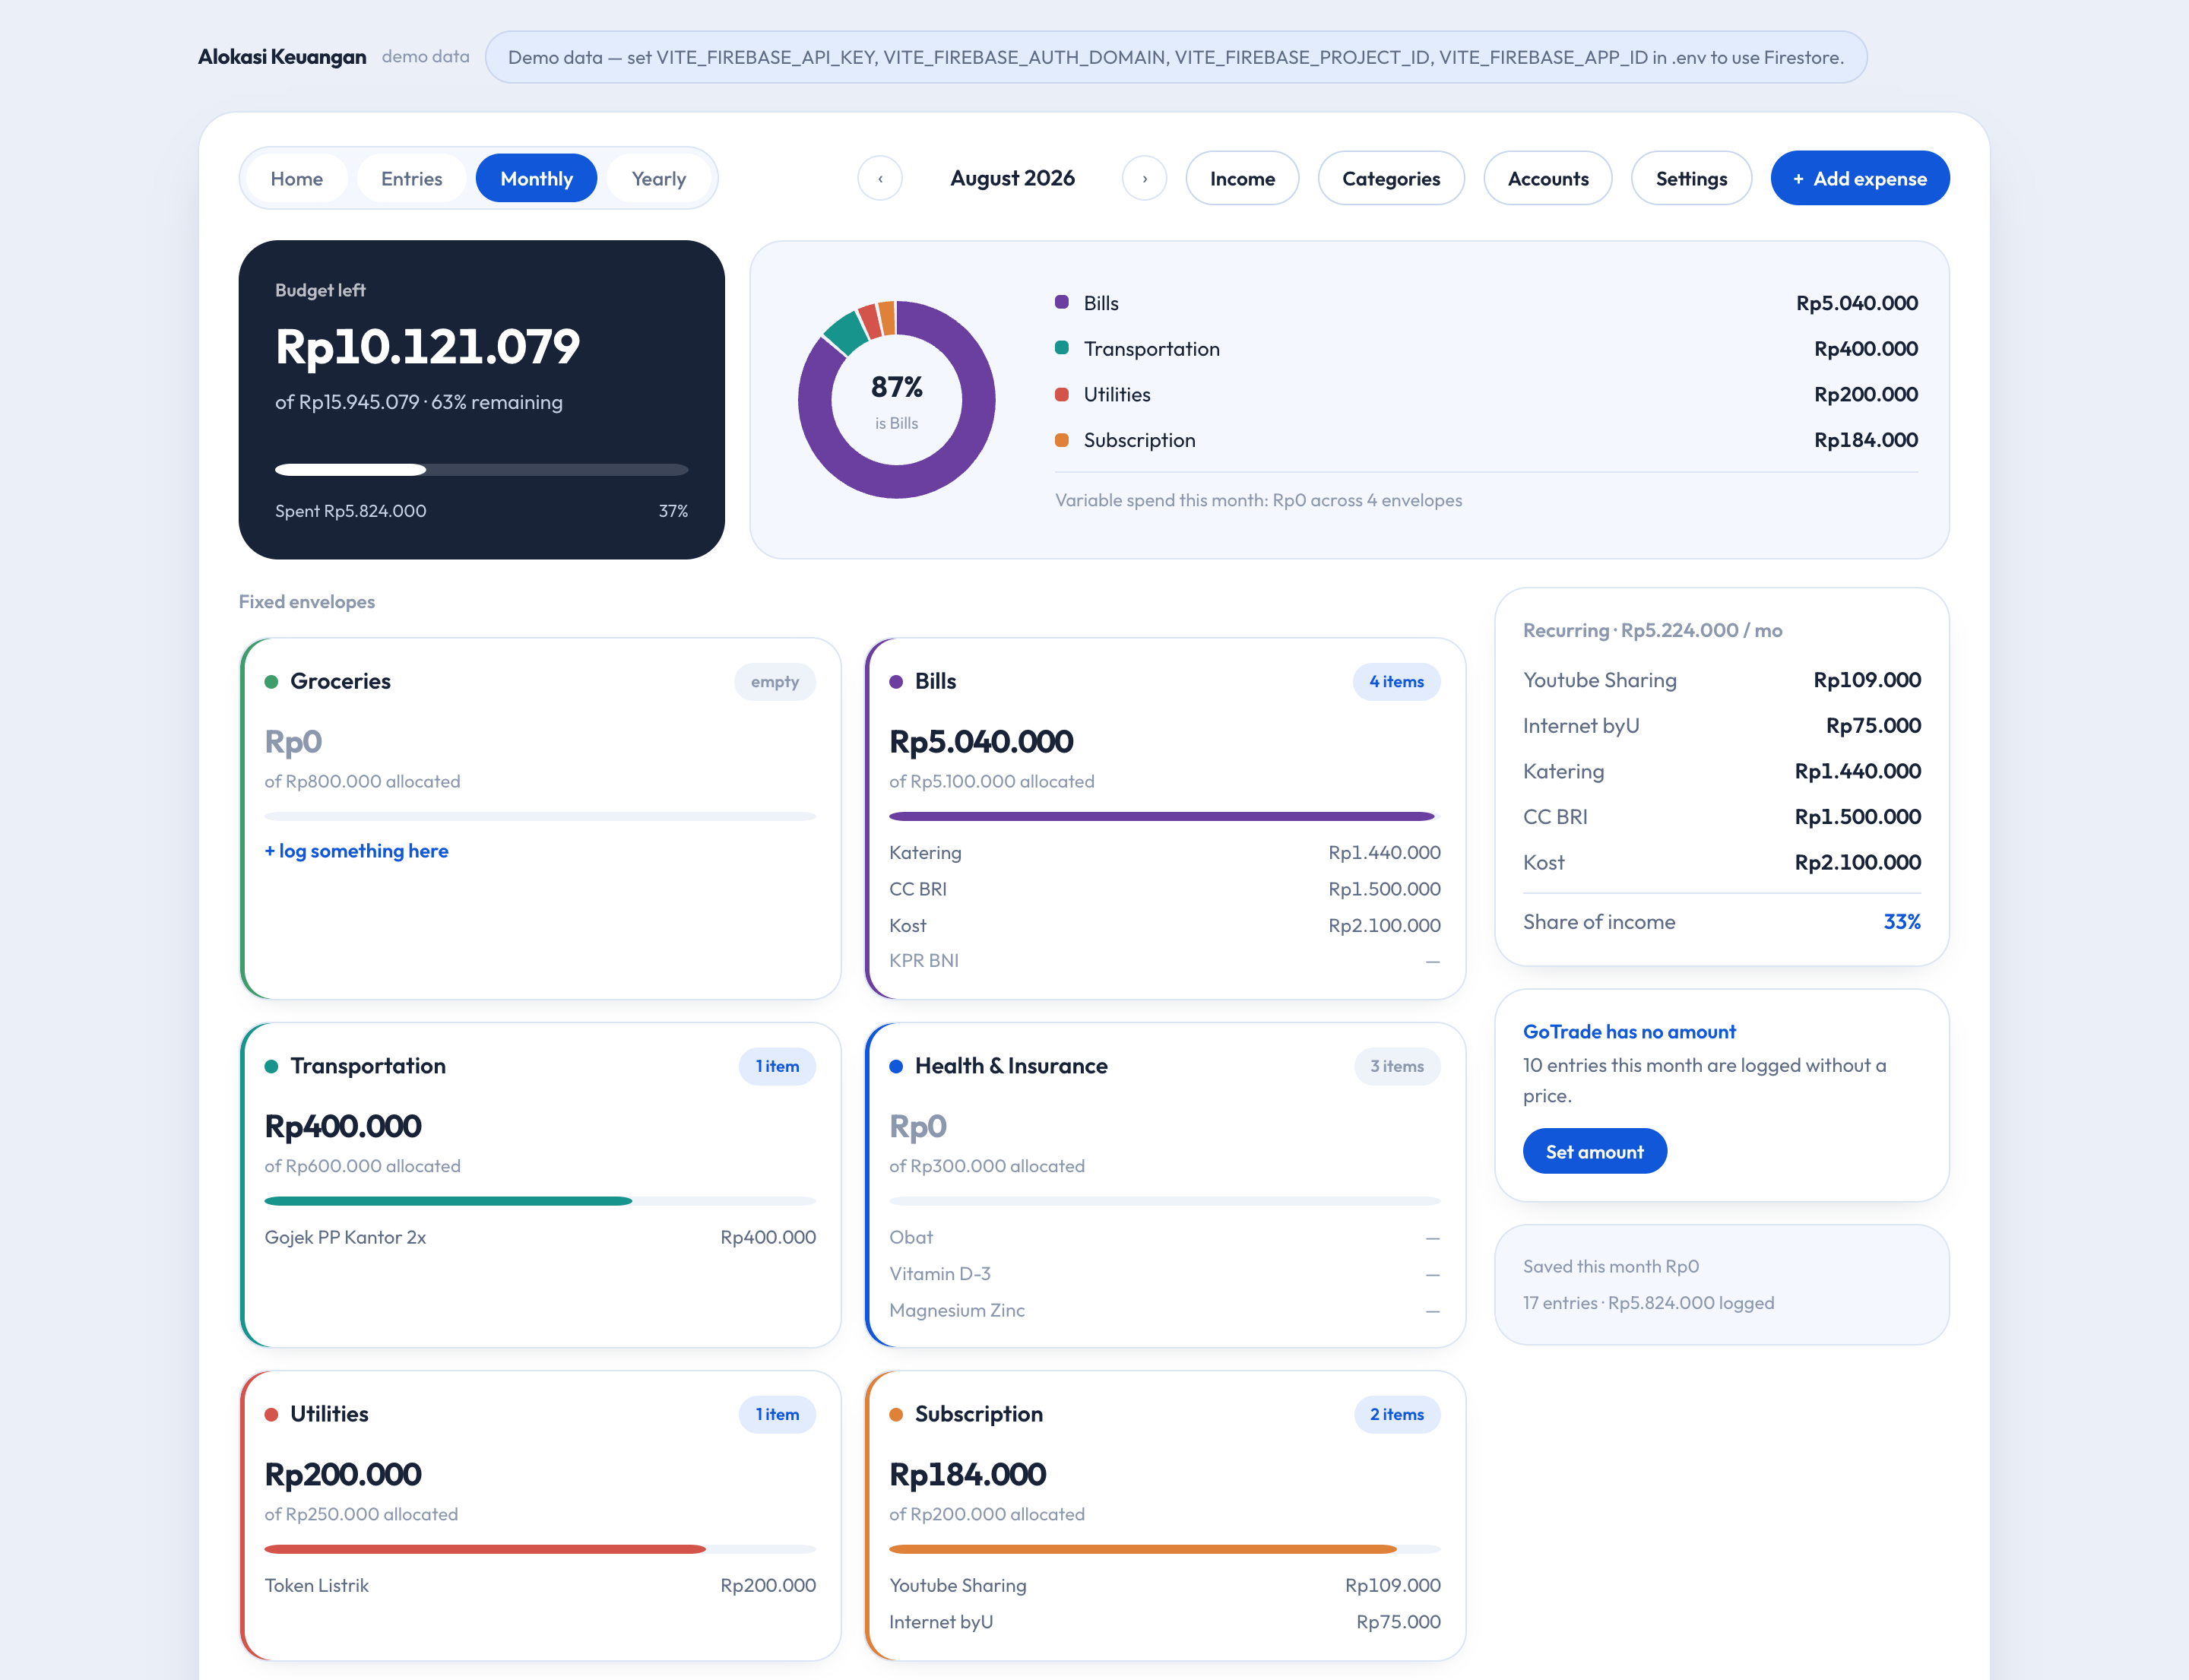 Alokasi Keuangan demo data Demo data — set VITE_FIREBASE_API_KEY, VITE_FIREBASE_AUTH_DOMAIN, VITE_FIREBASE_PROJECT_ID, VITE_FIREBASE_APP_ID in .env to use Firestore.
Home Entries Monthly Yearly ‹ August 2026 › Income Categories Accounts Settings + Add expense
Budget left
Rp10.121.079
of Rp15.945.079 · 63% remaining
Spent Rp5.824.000 37%
87%
is Bills
Bills Rp5.040.000
Transportation Rp400.000
Utilities Rp200.000
Subscription Rp184.000
Variable spend this month: Rp0 across 4 envelopes
Fixed envelopes
Groceries empty
Rp0
of Rp800.000 allocated
+ log something here
Bills 4 items
Rp5.040.000
of Rp5.100.000 allocated
Katering Rp1.440.000
CC BRI Rp1.500.000
Kost Rp2.100.000
KPR BNI —
Transportation 1 item
Rp400.000
of Rp600.000 allocated
Gojek PP Kantor 2x Rp400.000
Health & Insurance 3 items
Rp0
of Rp300.000 allocated
Obat —
Vitamin D-3 —
Magnesium Zinc —
Utilities 1 item
Rp200.000
of Rp250.000 allocated
Token Listrik Rp200.000
Subscription 2 items
Rp184.000
of Rp200.000 allocated
Youtube Sharing Rp109.000
Internet byU Rp75.000
Recurring · Rp5.224.000 / mo
Youtube Sharing Rp109.000
Internet byU Rp75.000
Katering Rp1.440.000
CC BRI Rp1.500.000
Kost Rp2.100.000
Share of income 33%
GoTrade has no amount
10 entries this month are logged without a
price.
Set amount
Saved this month Rp0
17 entries · Rp5.824.000 logged